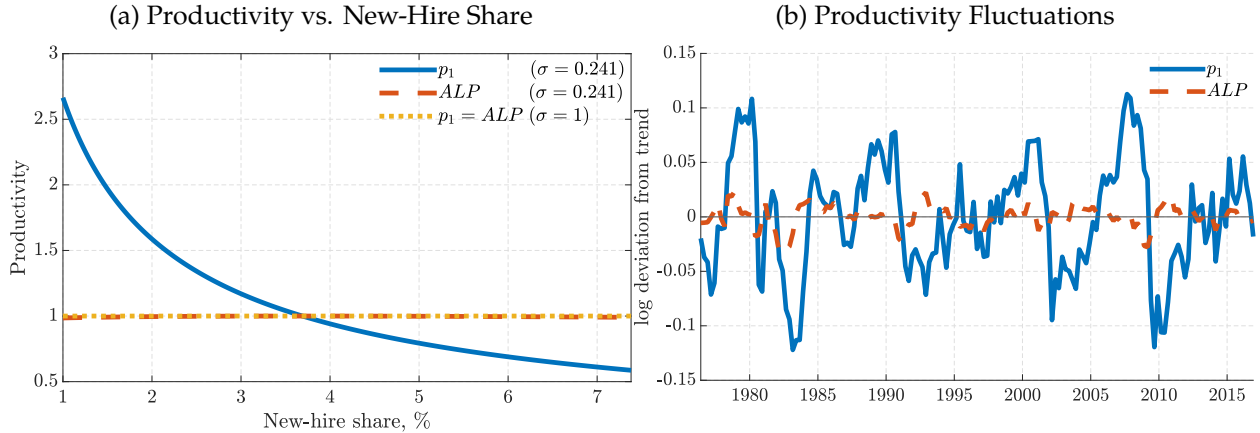 (a) Productivity vs. New-Hire Share
3
2.5
2
1.5
1
0.5
Productivity
p₁ (σ = 0.241)
ALP (σ = 0.241)
p₁ = ALP (σ = 1)
1 2 3 4 5 6 7
New-hire share, %
(b) Productivity Fluctuations
0.15
0.1
0.05
0
-0.05
-0.1
-0.15
log deviation from trend
p₁
ALP
1980 1985 1990 1995 2000 2005 2010 2015